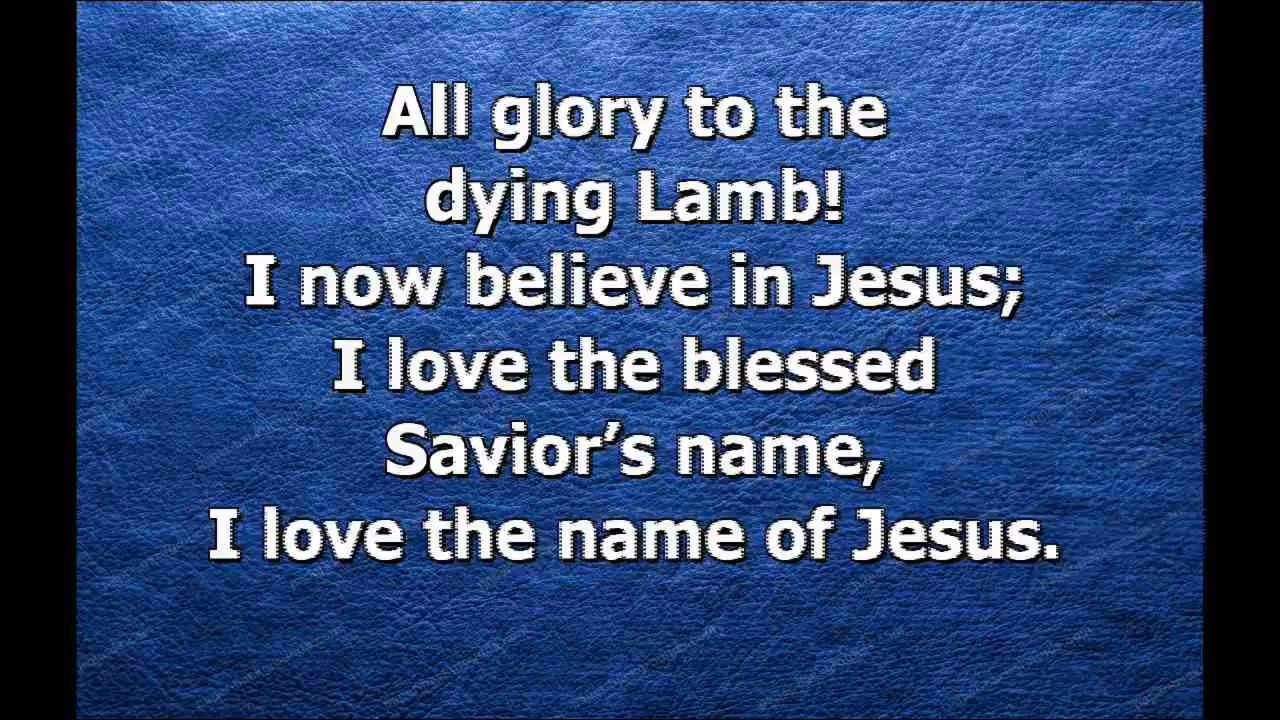 All glory to the
dying Lamb!
I now believe in Jesus;
I love the blessed
Savior’s name,
I love the name of Jesus.